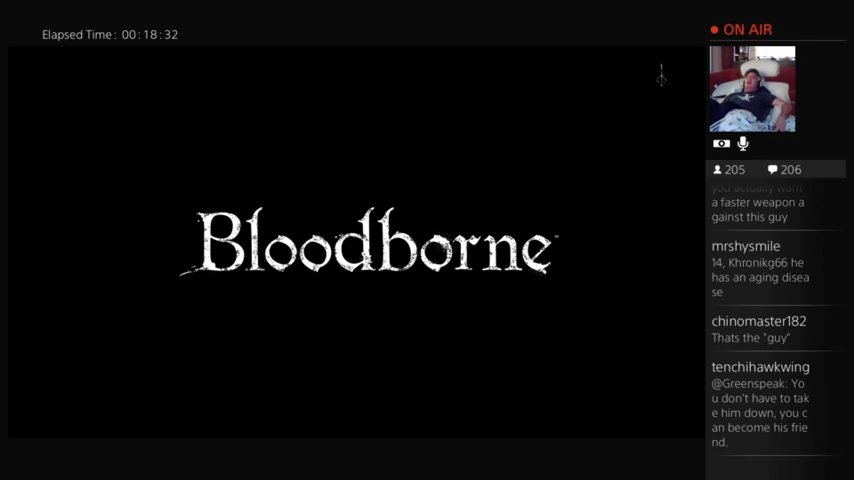 Elapsed Time: 00:18:32
ON AIR
Bloodborne™
205 206
you actually want
a faster weapon a
gainst this guy
mrshysmile
14, Khronikg66 he
has an aging disea
se
chinomaster182
Thats the "guy"
tenchihawkwing
@Greenspeak: Yo
u don't have to tak
e him down, you c
an become his frie
nd.